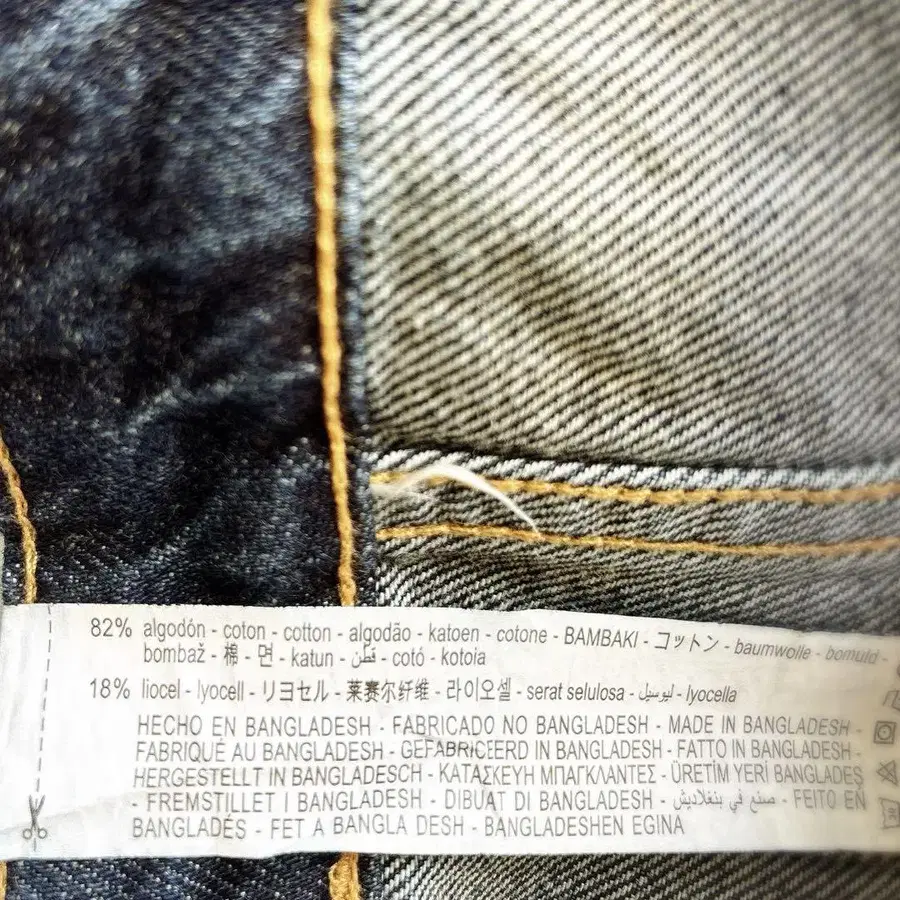 82% algodón - coton - cotton - algodão - katoen - cotone - BAMBAKI - コットン - baumwolle - bomuld -
bombaž - 棉 - 면 - katun - قطن - cotó - kotoia
18% liocel - lyocell - リヨセル - 莱赛尔纤维 - 라이오셀 - serat selulosa - ليوسيل - lyocella
HECHO EN BANGLADESH - FABRICADO NO BANGLADESH - MADE IN BANGLADESH -
FABRIQUÉ AU BANGLADESH - GEFABRICEERD IN BANGLADESH - FATTO IN BANGLADESH -
HERGESTELLT IN BANGLADESCH - ΚΑΤΑΣΚΕΥΗ ΜΠΑΓΚΛΑΝΤΕΣ - ÜRETİM YERİ BANGLADEŞ
- FREMSTILLET I BANGLADESH - DIBUAT DI BANGLADESH - صنع في بنغلاديش - FEITO EN
BANGLADÉS - FET A BANGLA DESH - BANGLADESHEN EGINA